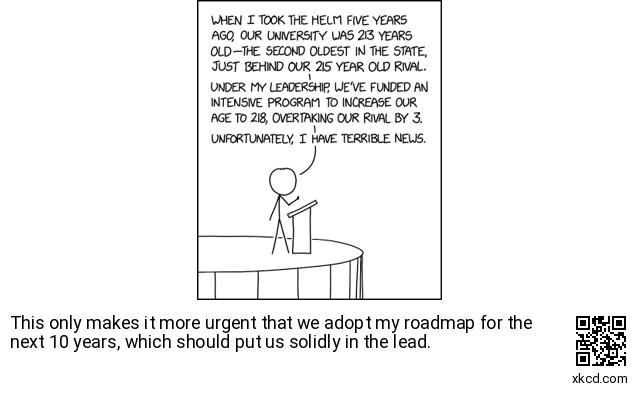 WHEN I TOOK THE HELM FIVE YEARS
AGO, OUR UNIVERSITY WAS 213 YEARS
OLD—THE SECOND OLDEST IN THE STATE,
JUST BEHIND OUR 215 YEAR OLD RIVAL.
UNDER MY LEADERSHIP, WE'VE FUNDED AN
INTENSIVE PROGRAM TO INCREASE OUR
AGE TO 218, OVERTAKING OUR RIVAL BY 3.
UNFORTUNATELY, I HAVE TERRIBLE NEWS.
This only makes it more urgent that we adopt my roadmap for the
next 10 years, which should put us solidly in the lead.
xkcd.com